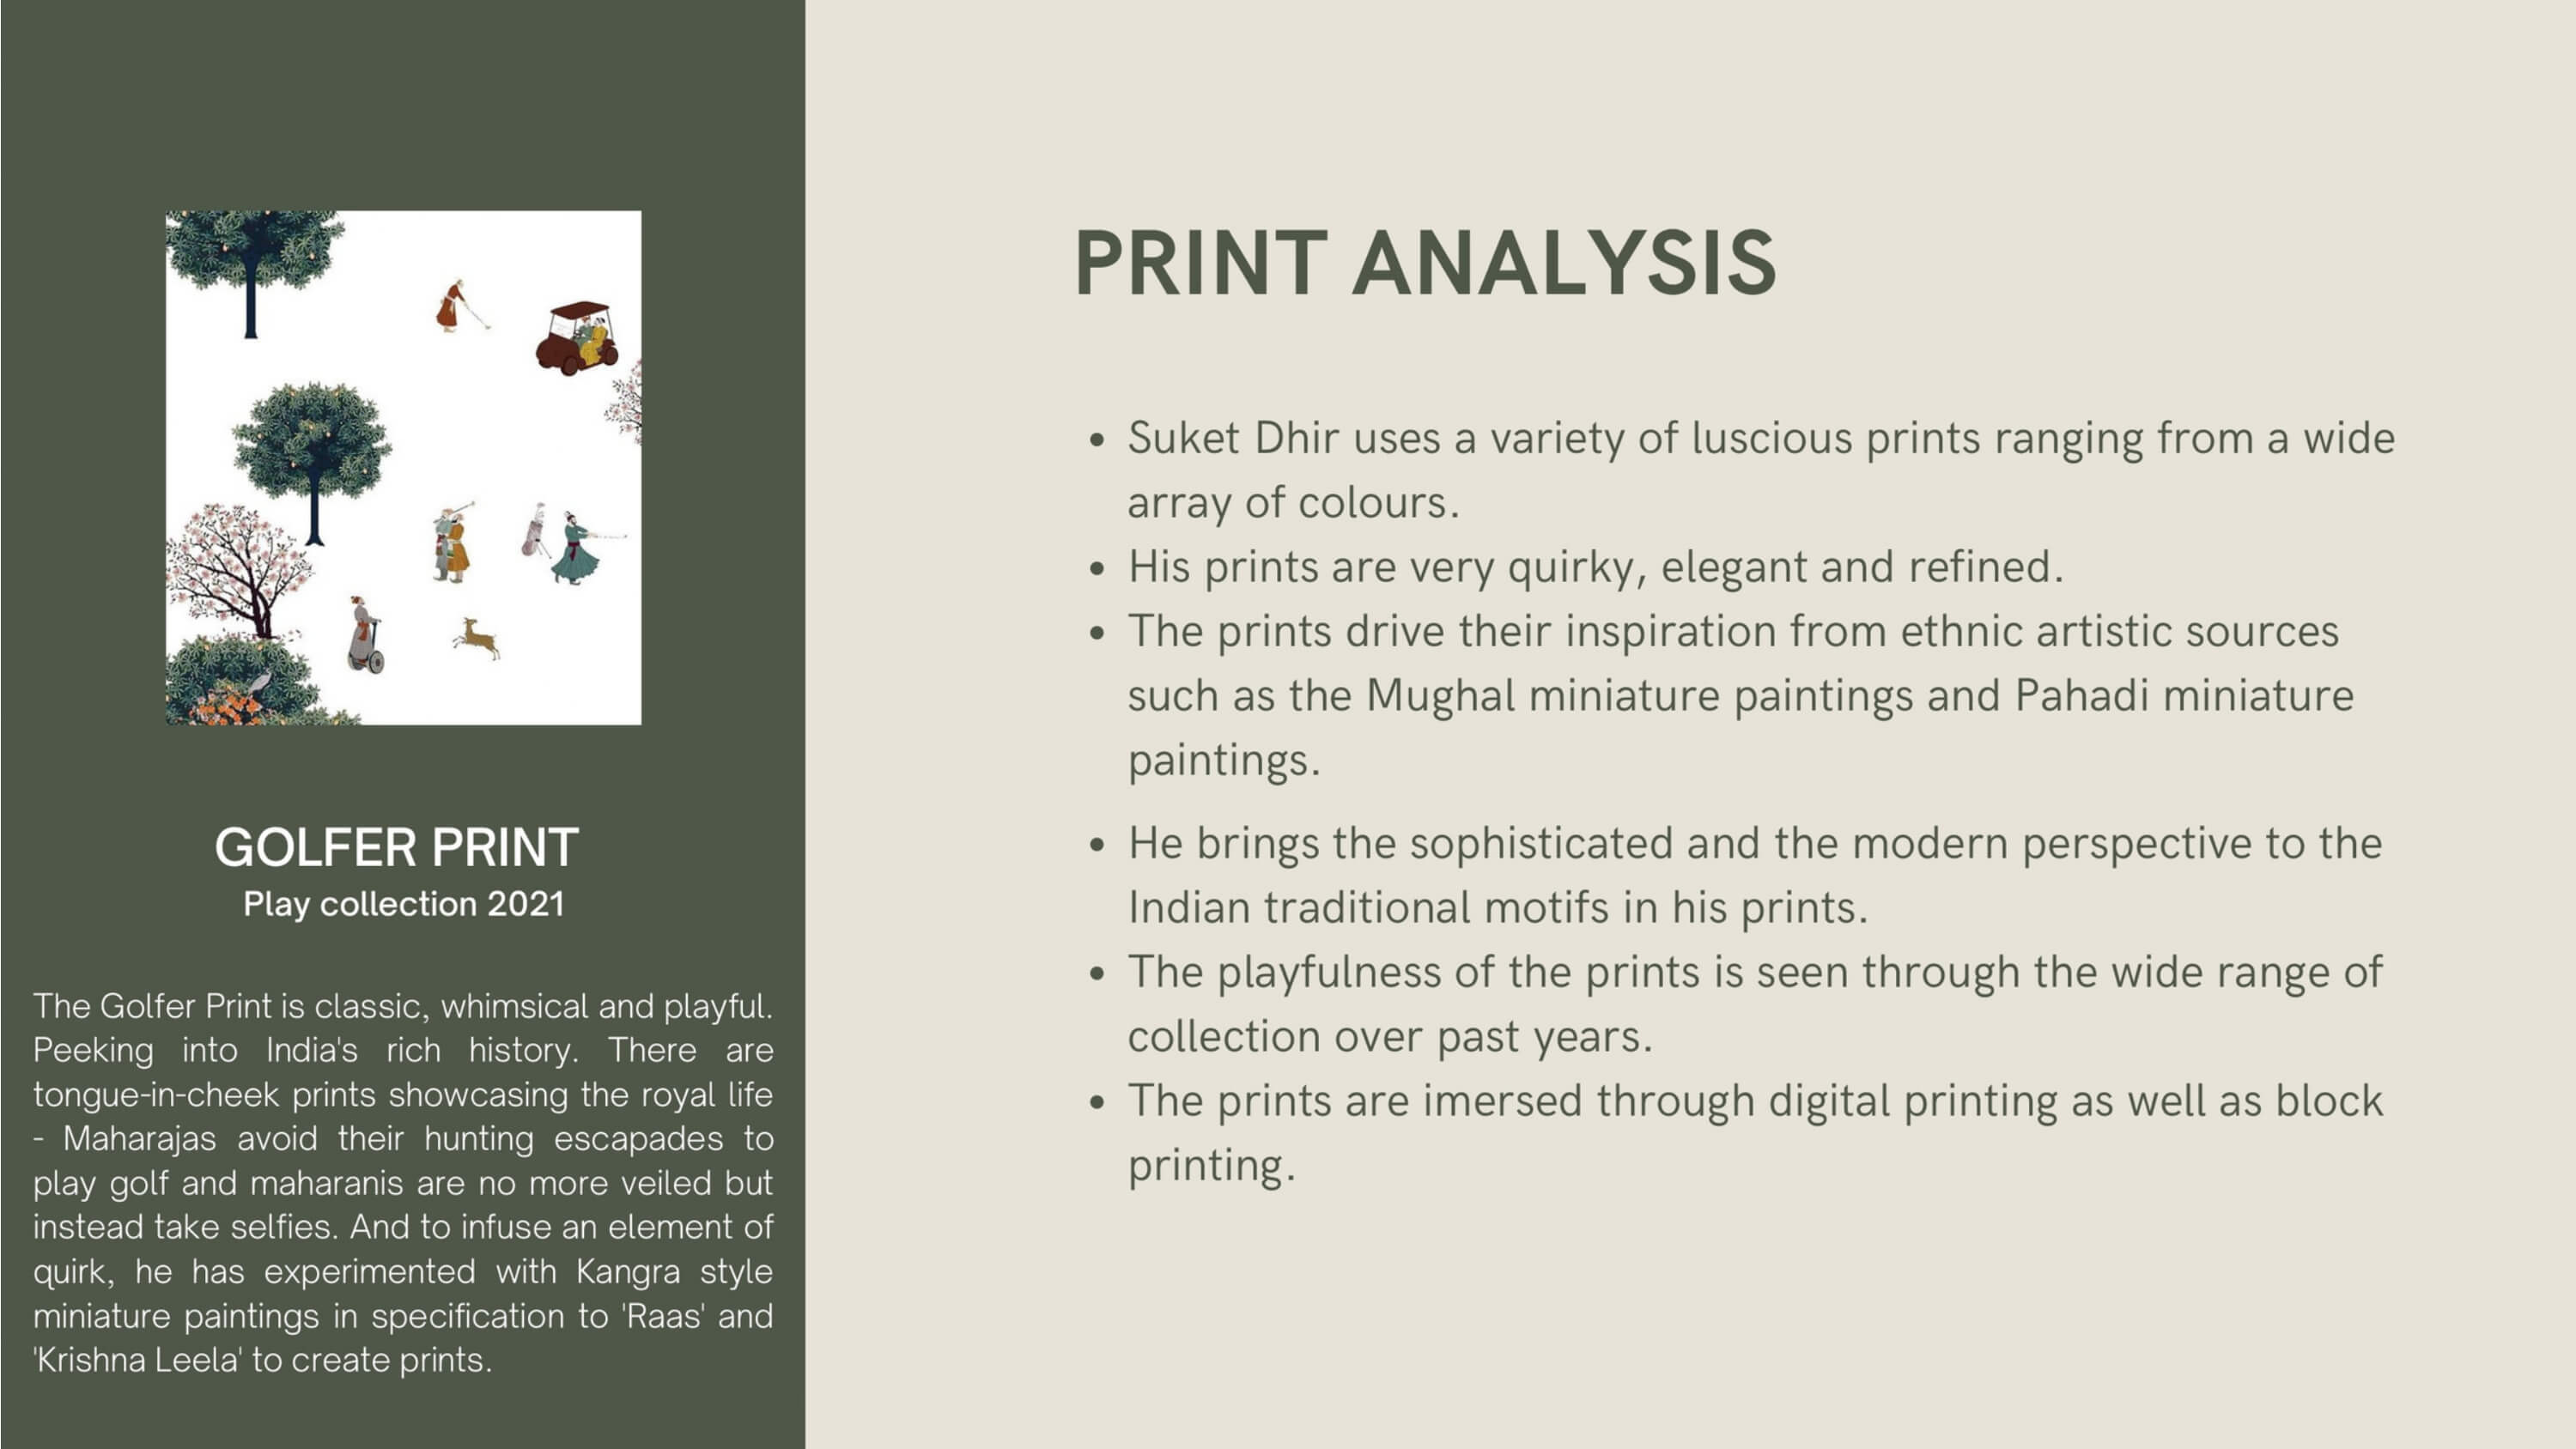 GOLFER PRINT
Play collection 2021
The Golfer Print is classic, whimsical and playful.
Peeking into India's rich history. There are
tongue-in-cheek prints showcasing the royal life
- Maharajas avoid their hunting escapades to
play golf and maharanis are no more veiled but
instead take selfies. And to infuse an element of
quirk, he has experimented with Kangra style
miniature paintings in specification to 'Raas' and
'Krishna Leela' to create prints.
PRINT ANALYSIS
• Suket Dhir uses a variety of luscious prints ranging from a wide
array of colours.
• His prints are very quirky, elegant and refined.
• The prints drive their inspiration from ethnic artistic sources
such as the Mughal miniature paintings and Pahadi miniature
paintings.
• He brings the sophisticated and the modern perspective to the
Indian traditional motifs in his prints.
• The playfulness of the prints is seen through the wide range of
collection over past years.
• The prints are imersed through digital printing as well as block
printing.